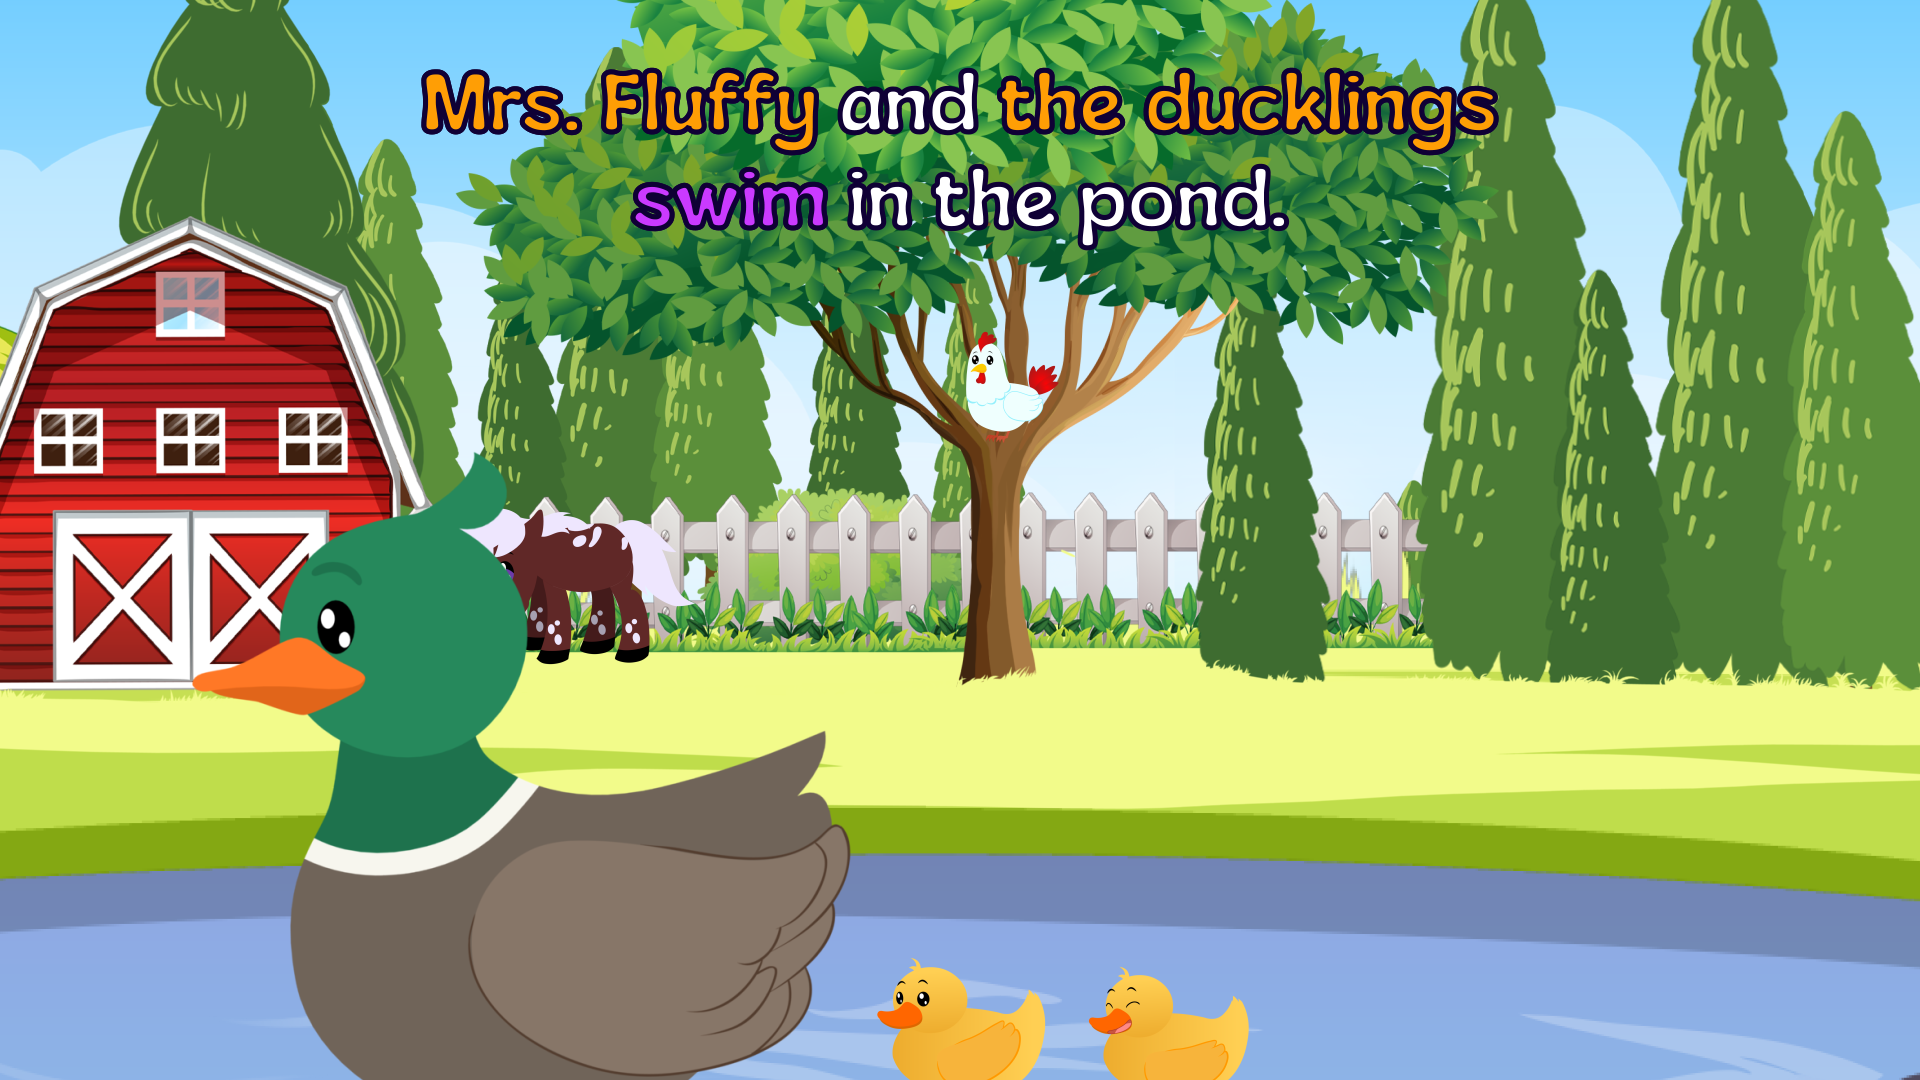 Mrs. Fluffy and the ducklings
swim in the pond.